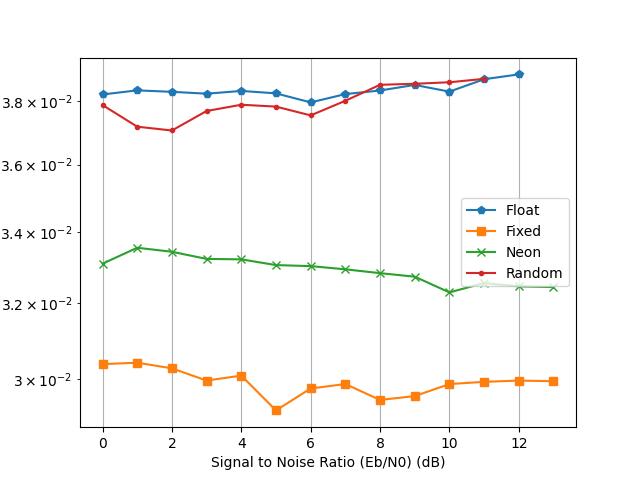 3.8 × 10⁻²
3.6 × 10⁻²
3.4 × 10⁻²
3.2 × 10⁻²
3 × 10⁻²
Float
Fixed
Neon
Random
0 2 4 6 8 10 12
Signal to Noise Ratio (Eb/N0) (dB)